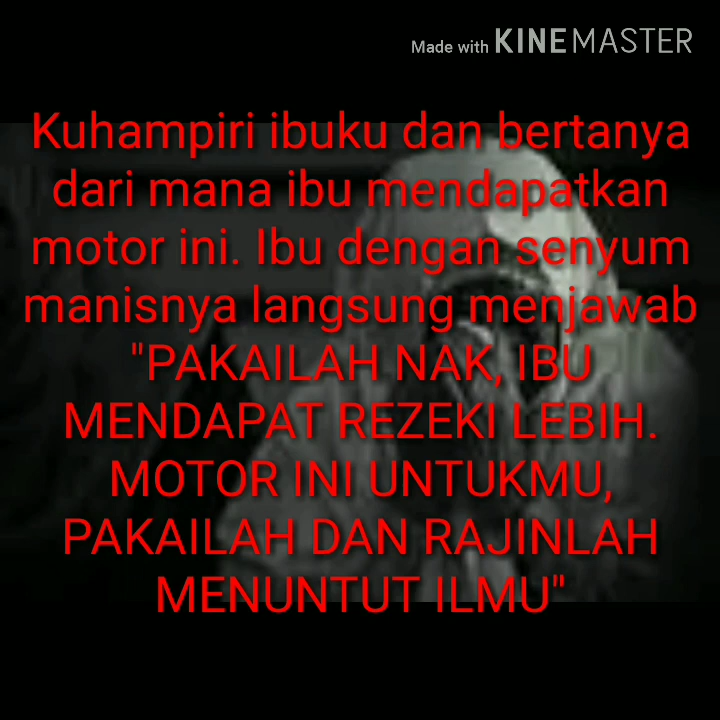 Made with KINEMASTER
Kuhampiri ibuku dan bertanya
dari mana ibu mendapatkan
motor ini. Ibu dengan senyum
manisnya langsung menjawab
"PAKAILAH NAK, IBU
MENDAPAT REZEKI LEBIH.
MOTOR INI UNTUKMU,
PAKAILAH DAN RAJINLAH
MENUNTUT ILMU"